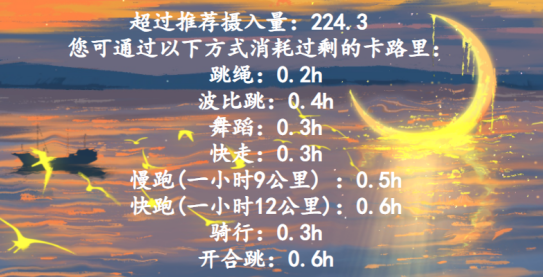 超过推荐摄入量：224.3
您可通过以下方式消耗过剩的卡路里：
跳绳：0.2h
波比跳：0.4h
舞蹈：0.3h
快走：0.3h
慢跑(一小时9公里)：0.5h
快跑(一小时12公里)：0.6h
骑行：0.3h
开合跳：0.6h